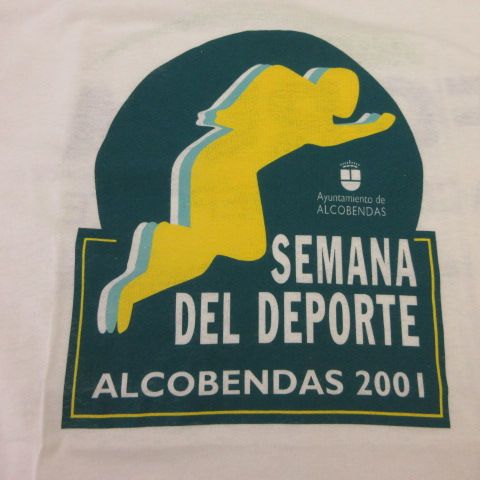 Ayuntamiento de
ALCOBENDAS
SEMANA
DEL DEPORTE
ALCOBENDAS 2001